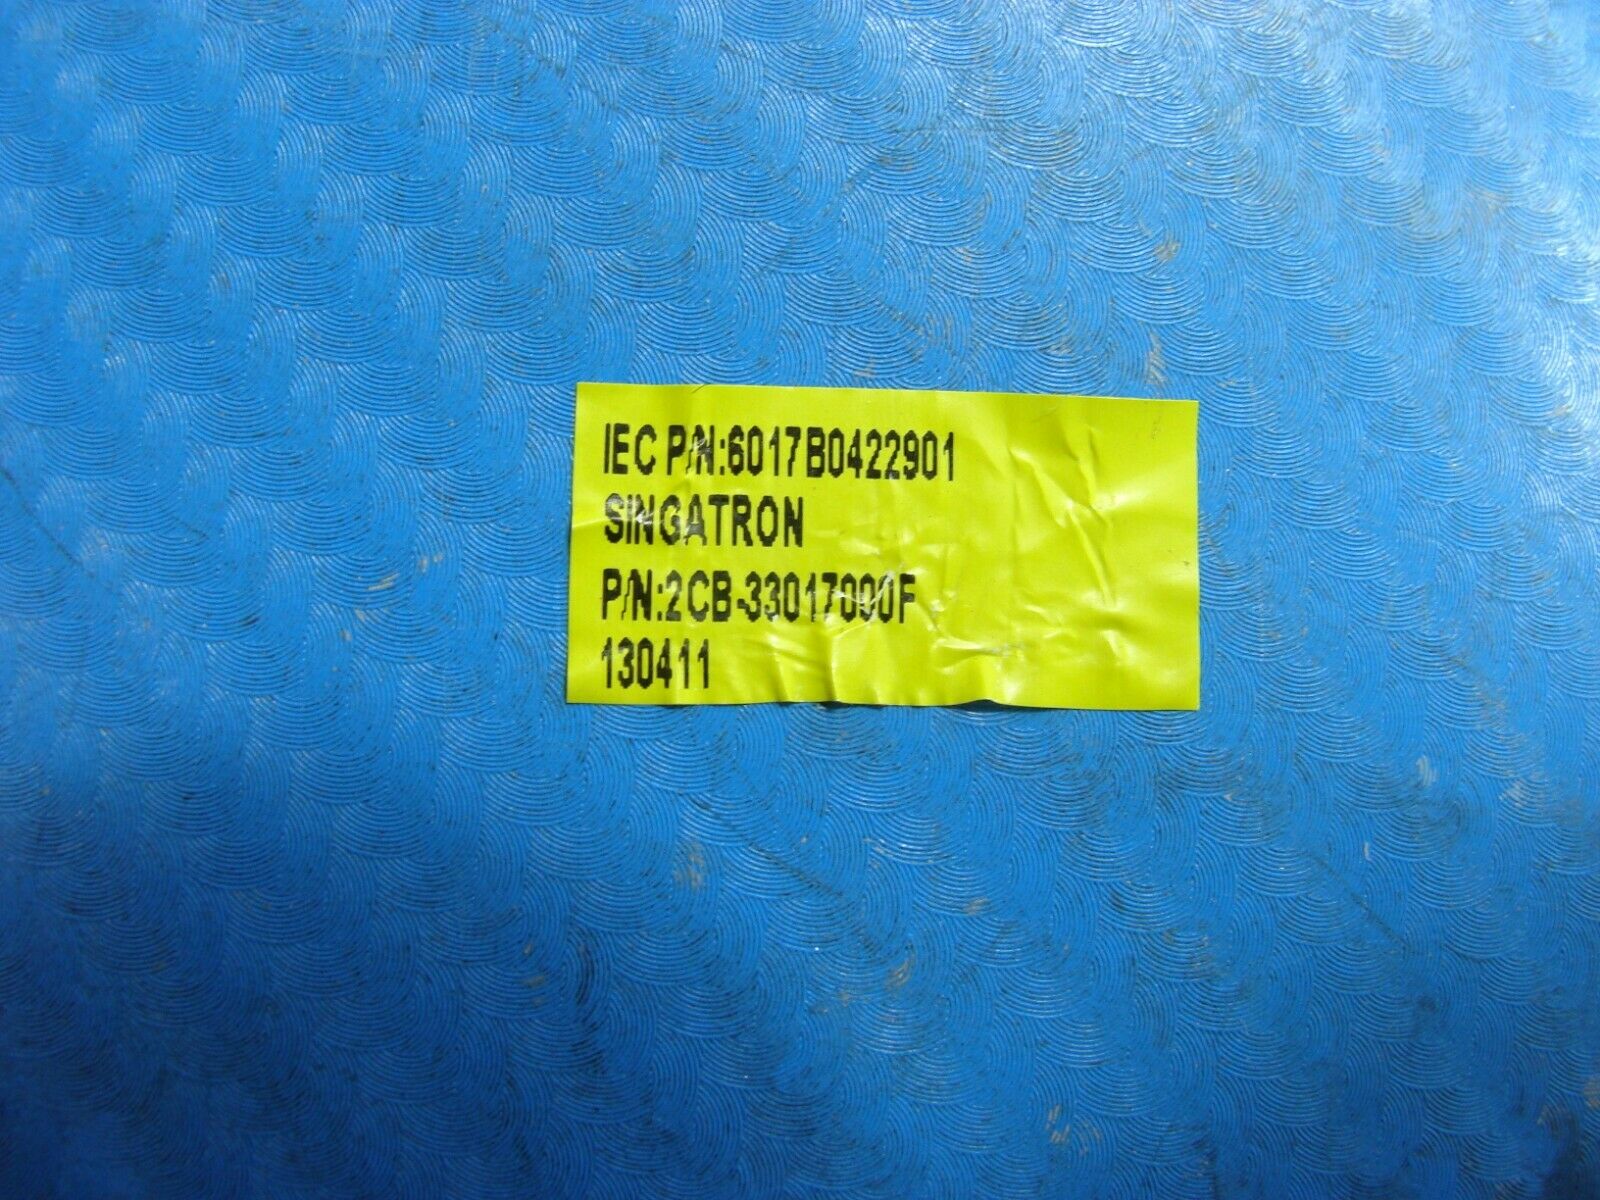 IEC P/N:6017B0422901
SINGATRON
P/N:2CB-33017000F
130411